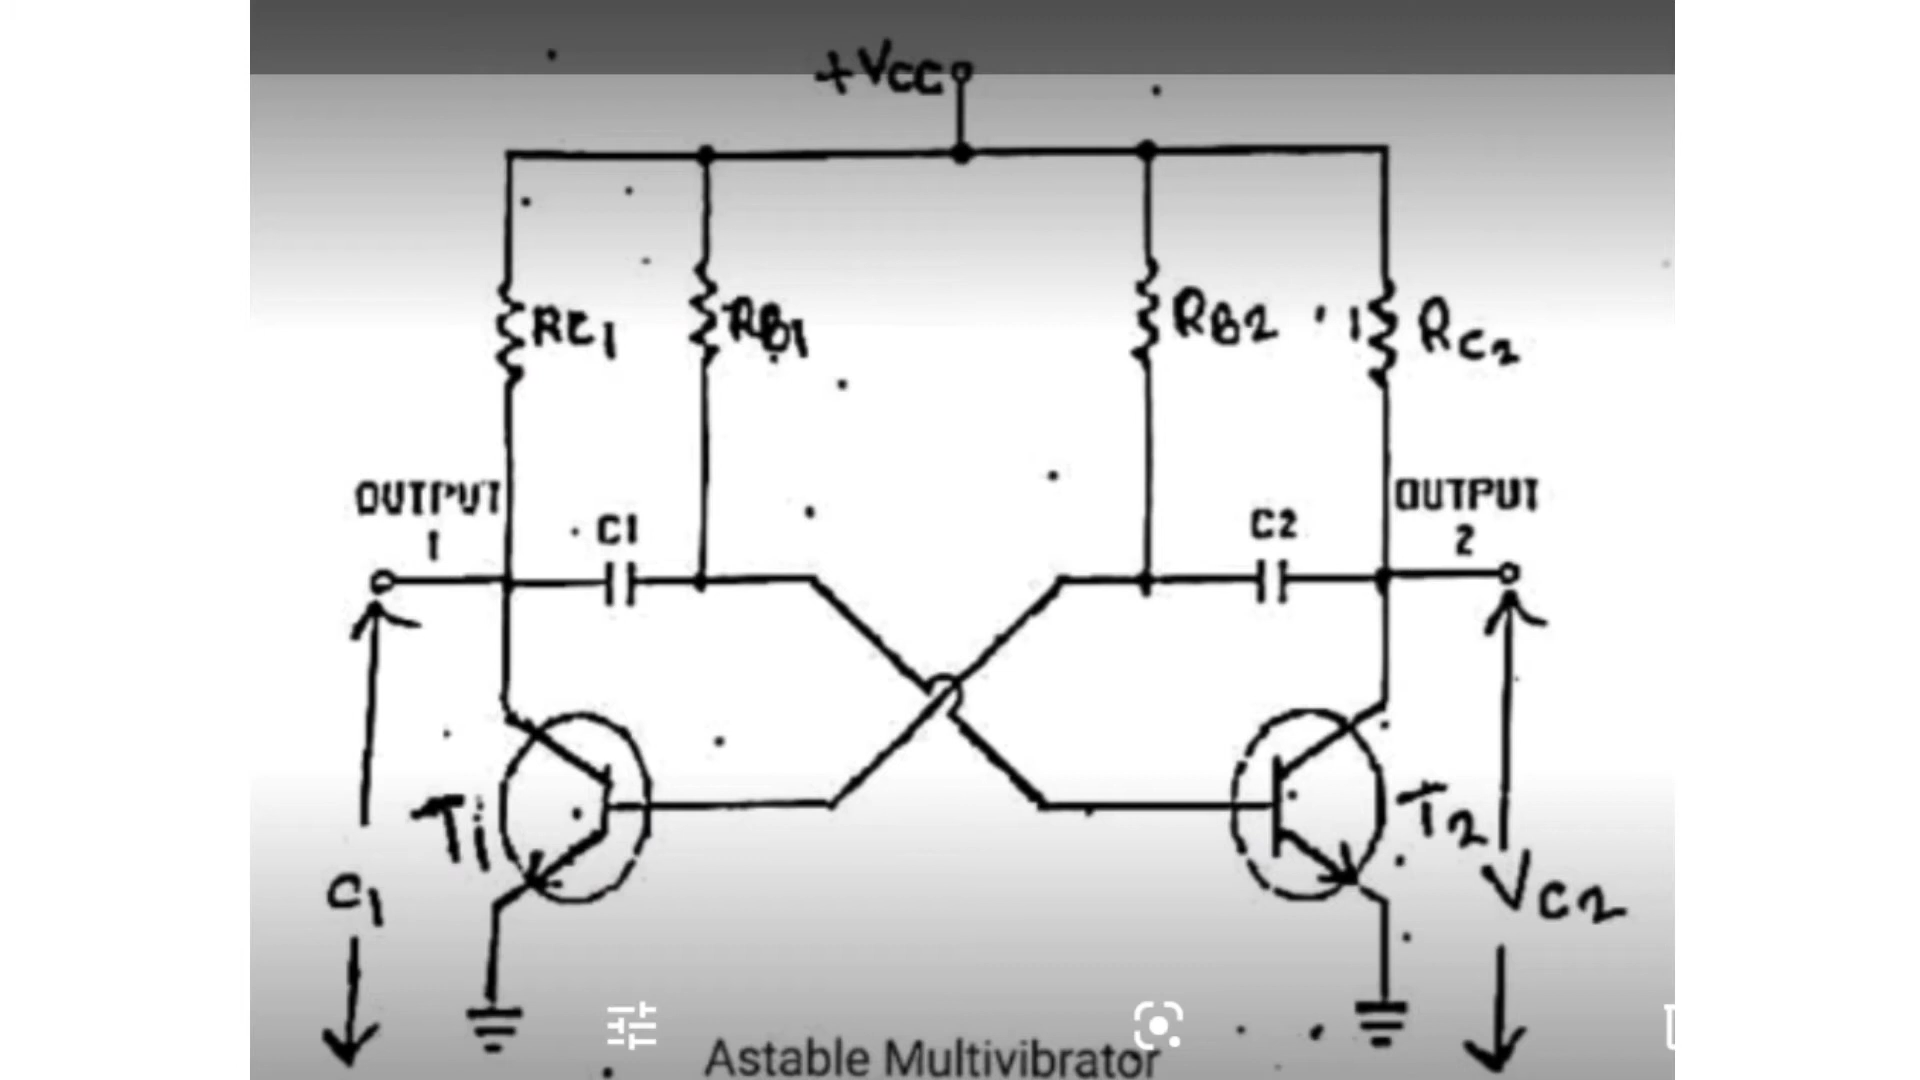 +VCC
RC1
RB1
RB2
RC2
OUTPUT
1
C1
C2
OUTPUT
2
T1
T2
C1
VC2
Astable Multivibrator